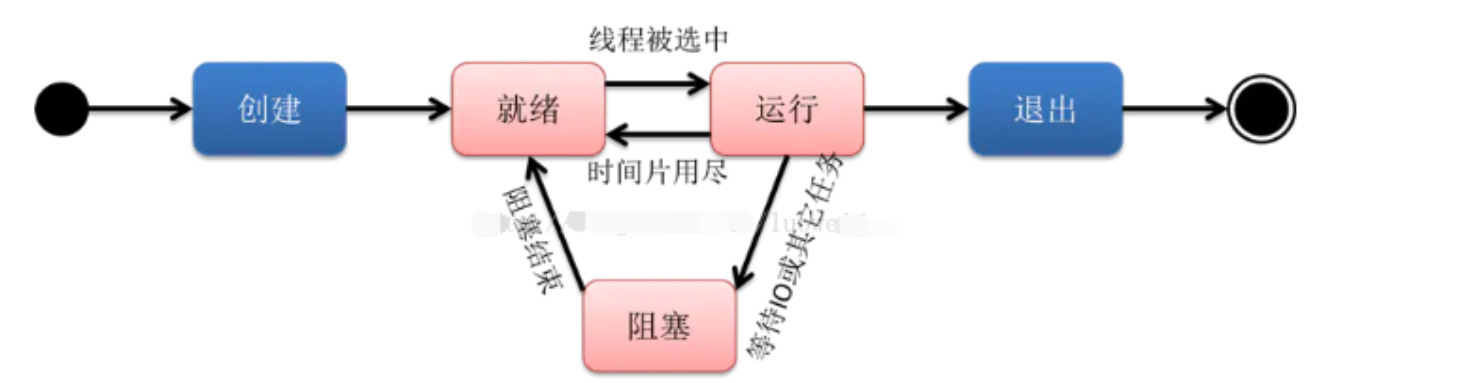 线程被选中
创建
就绪
运行
退出
时间片用尽
阻塞结束
等待IO或其它任务
阻塞